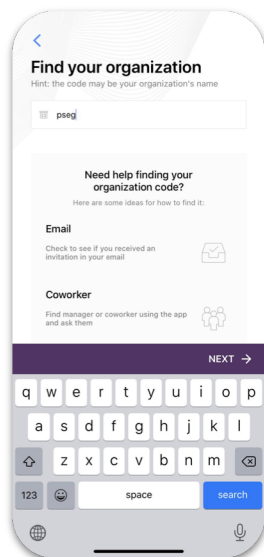 Find your organization
Hint: the code may be your organization's name
pseg
Need help finding your
organization code?
Here are some ideas for how to find it:
Email
Check to see if you received an
invitation in your email
Coworker
Find manager or coworker using the app
and ask them
NEXT →
q w e r t y u i o p
a s d f g h j k l
z x c v b n m
123 space search